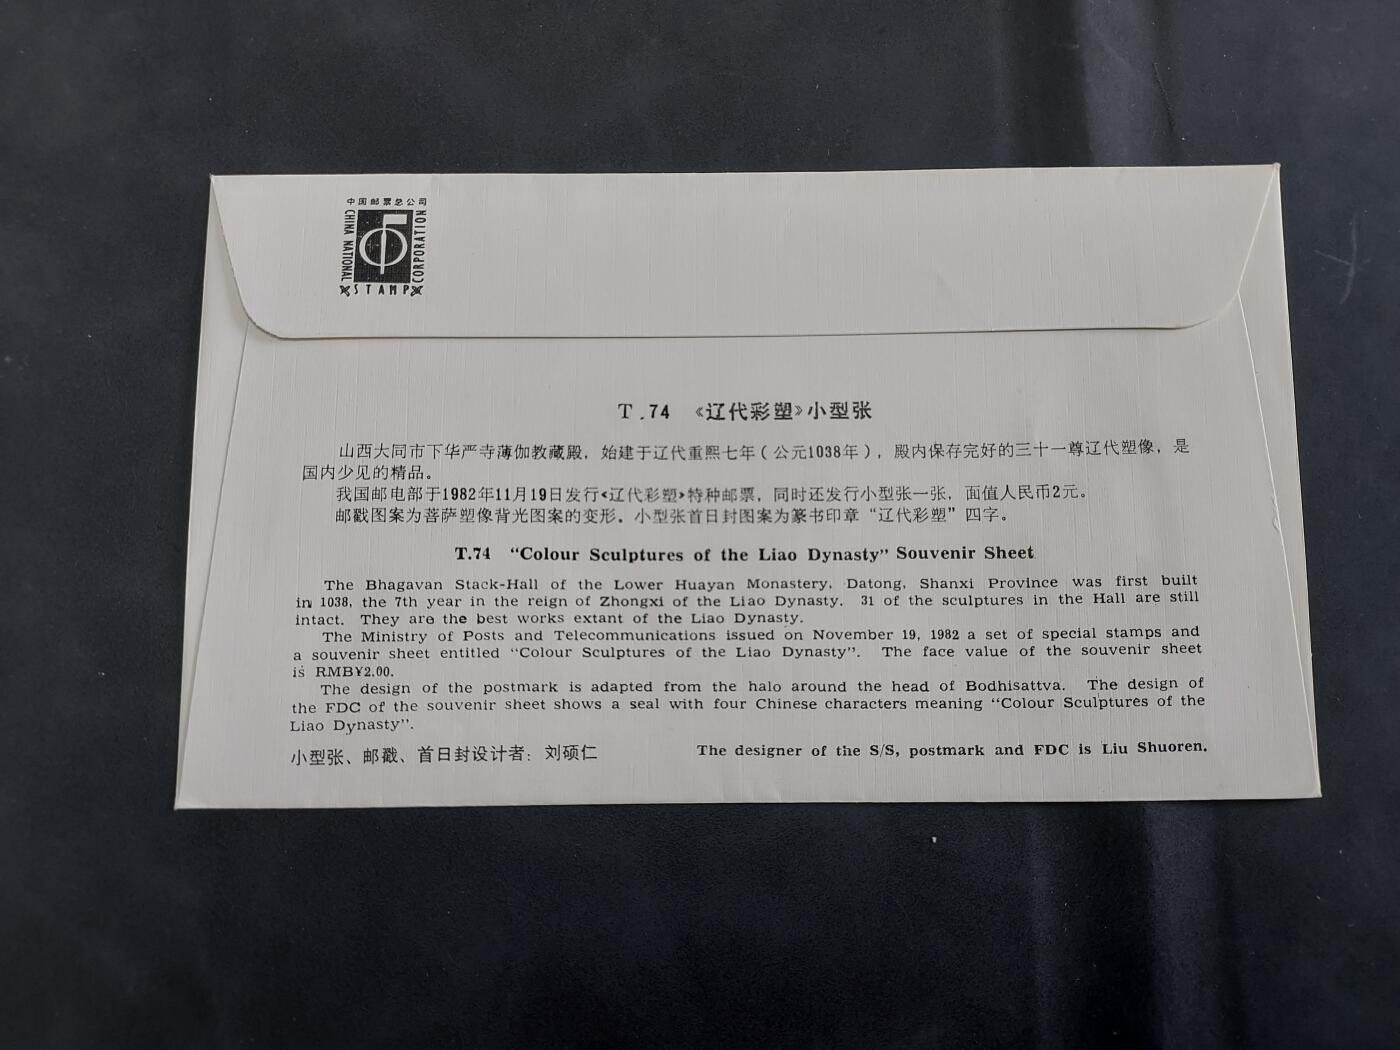 中国邮票总公司
CHINA NATIONAL
STAMP
CORPORATION
T.74 《辽代彩塑》小型张
山西大同市下华严寺薄伽教藏殿，始建于辽代重熙七年（公元1038年），殿内保存完好的三十一尊辽代塑像，是
国内少见的精品。
我国邮电部于1982年11月19日发行《辽代彩塑》特种邮票，同时还发行小型张一张，面值人民币2元。
邮戳图案为菩萨塑像背光图案的变形。小型张首日封图案为篆书印章“辽代彩塑”四字。
T.74 “Colour Sculptures of the Liao Dynasty” Souvenir Sheet
The Bhagavan Stack-Hall of the Lower Huayan Monastery, Datong, Shanxi Province was first built
in 1038, the 7th year in the reign of Zhongxi of the Liao Dynasty. 31 of the sculptures in the Hall are still
intact. They are the best works extant of the Liao Dynasty.
The Ministry of Posts and Telecommunications issued on November 19, 1982 a set of special stamps and
a souvenir sheet entitled “Colour Sculptures of the Liao Dynasty”. The face value of the souvenir sheet
is RMB¥2.00.
The design of the postmark is adapted from the halo around the head of Bodhisattva. The design of
the FDC of the souvenir sheet shows a seal with four Chinese characters meaning “Colour Sculptures of the
Liao Dynasty”.
小型张、邮戳、首日封设计者：刘硕仁
The designer of the S/S, postmark and FDC is Liu Shuoren.